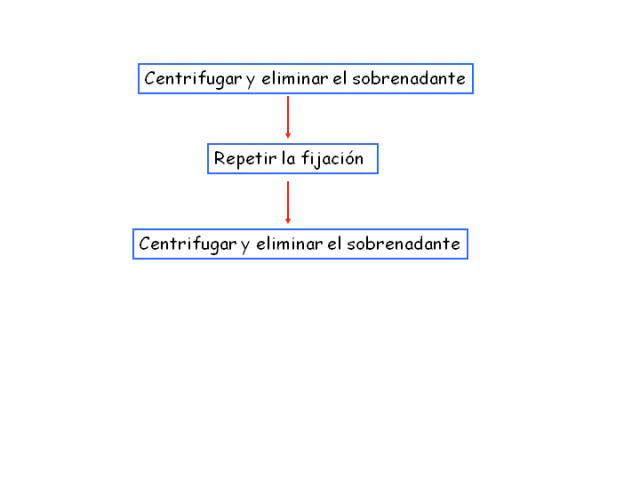 Centrifugar y eliminar el sobrenadante
Repetir la fijación
Centrifugar y eliminar el sobrenadante